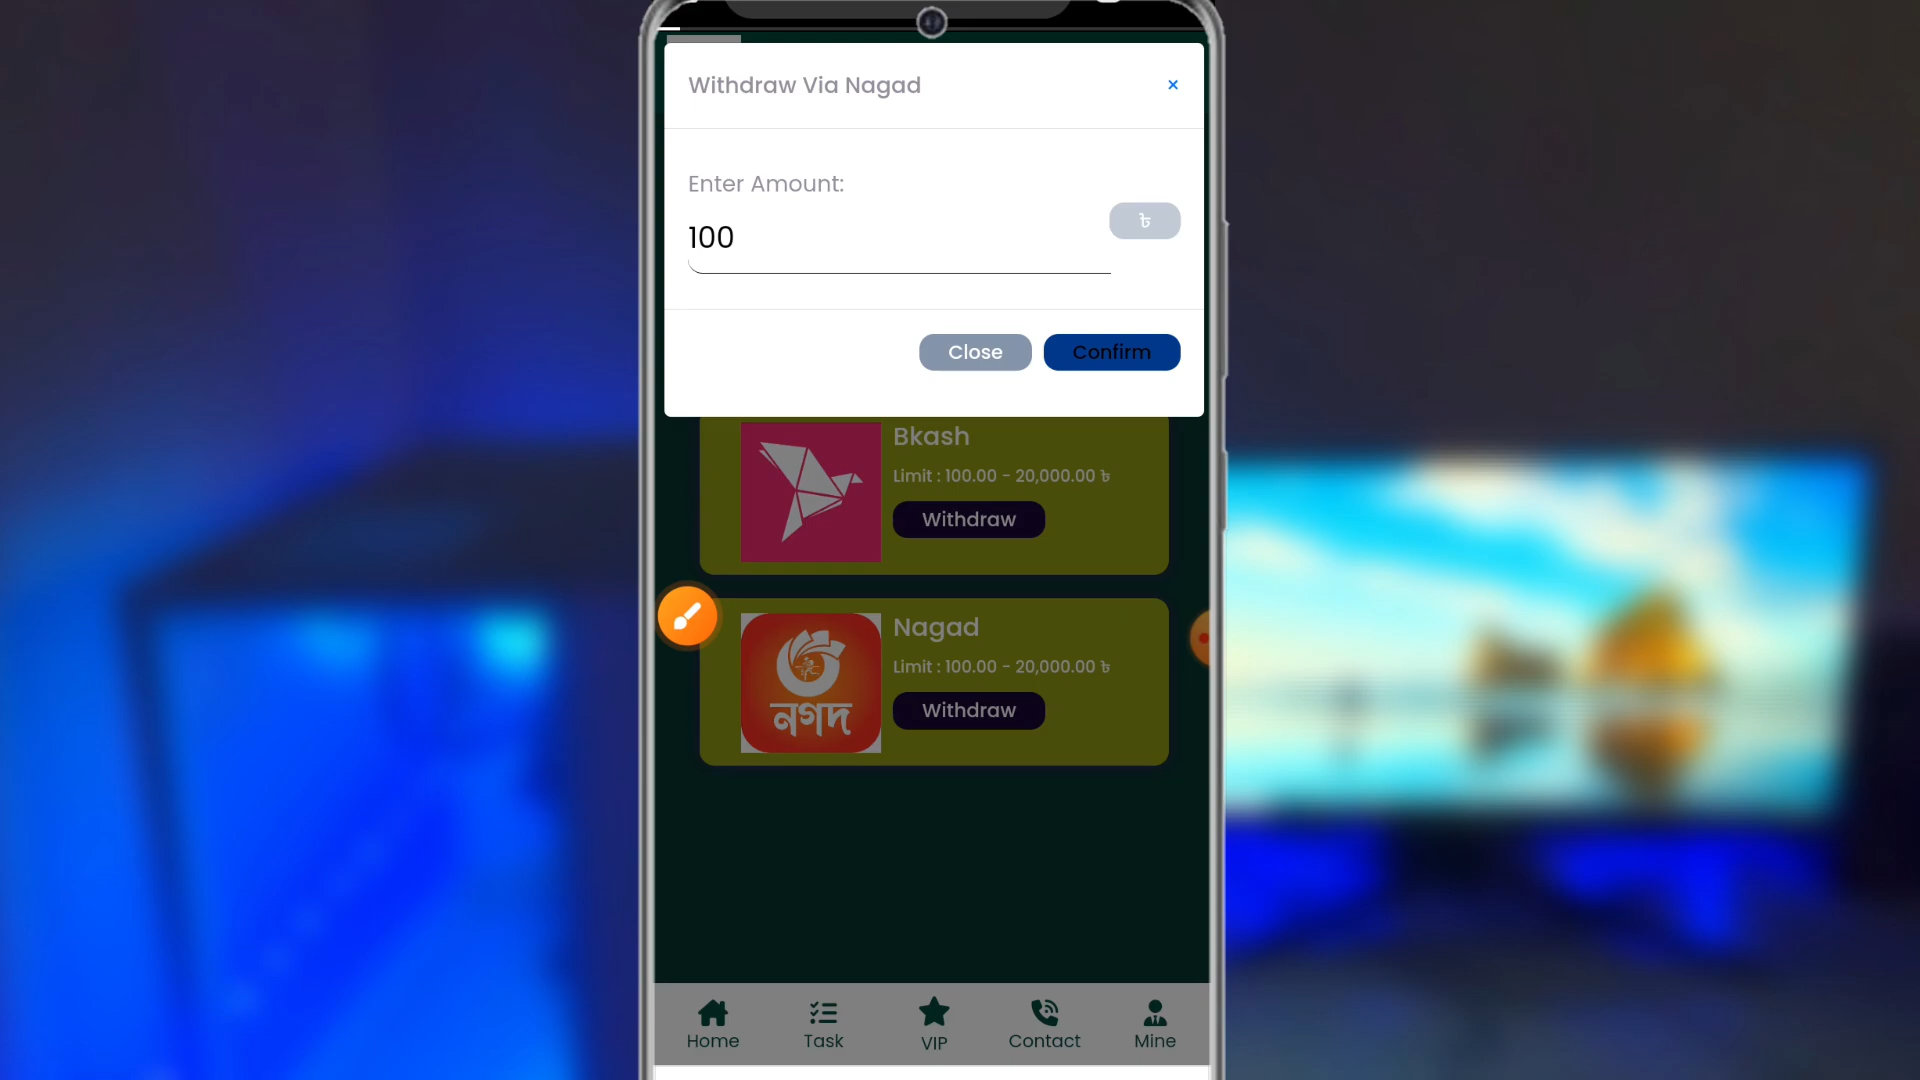 Withdraw Via Nagad
×
Enter Amount:
৳
100
Close
Confirm
Bkash
Limit : 100.00 - 20,000.00 ৳
Withdraw
Nagad
Limit : 100.00 - 20,000.00 ৳
নগদ
Withdraw
Home
Task
VIP
Contact
Mine